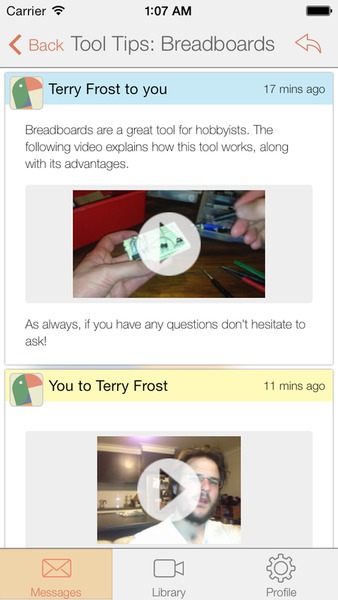 Carrier 1:07 AM
Back Tool Tips: Breadboards
Terry Frost to you 17 mins ago
Breadboards are a great tool for hobbyists. The
following video explains how this tool works, along
with its advantages.
As always, if you have any questions don't hesitate to
ask!
You to Terry Frost 11 mins ago
Messages Library Profile